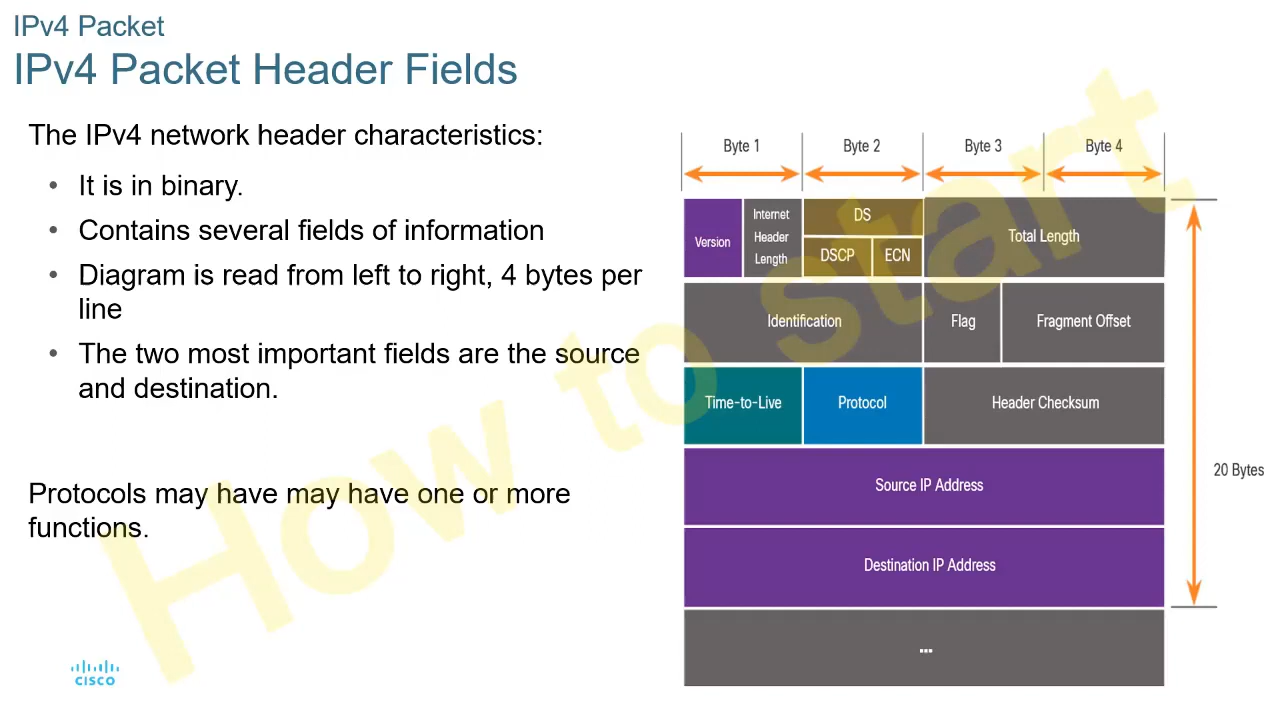 IPv4 Packet
IPv4 Packet Header Fields
The IPv4 network header characteristics:
• It is in binary.
• Contains several fields of information
• Diagram is read from left to right, 4 bytes per
line
• The two most important fields are the source
and destination.
Protocols may have may have one or more
functions.
Byte 1
Byte 2
Byte 3
Byte 4
Version
Internet
Header
Length
DS
DSCP
ECN
Total Length
Identification
Flag
Fragment Offset
Time-to-Live
Protocol
Header Checksum
Source IP Address
Destination IP Address
...
20 Bytes
How to start
CISCO